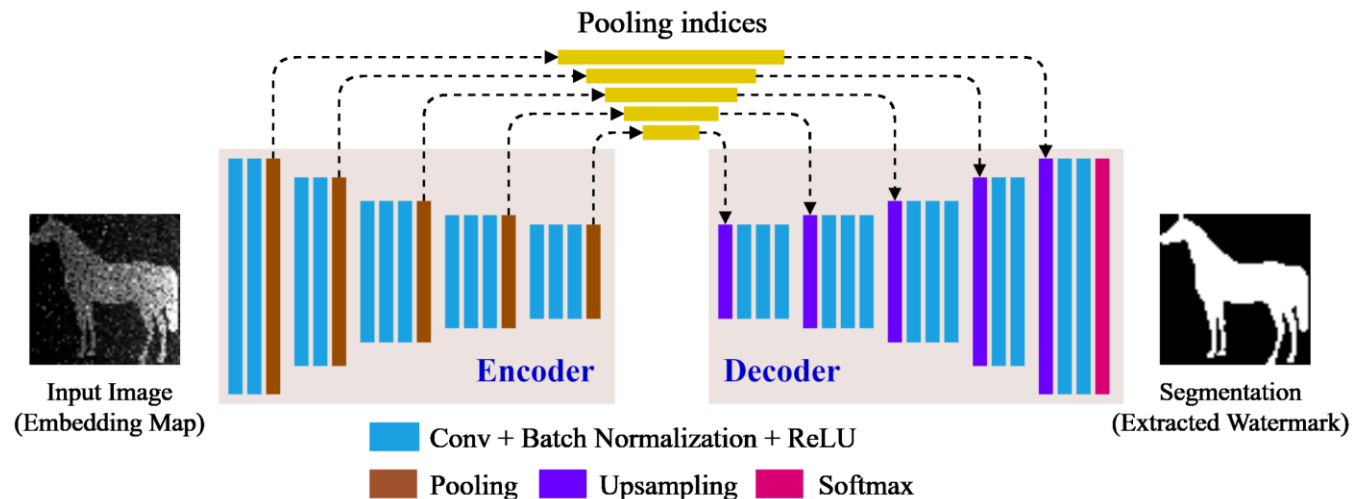 Pooling indices
Encoder
Decoder
Input Image
(Embedding Map)
Segmentation
(Extracted Watermark)
Conv + Batch Normalization + ReLU
Pooling
Upsampling
Softmax